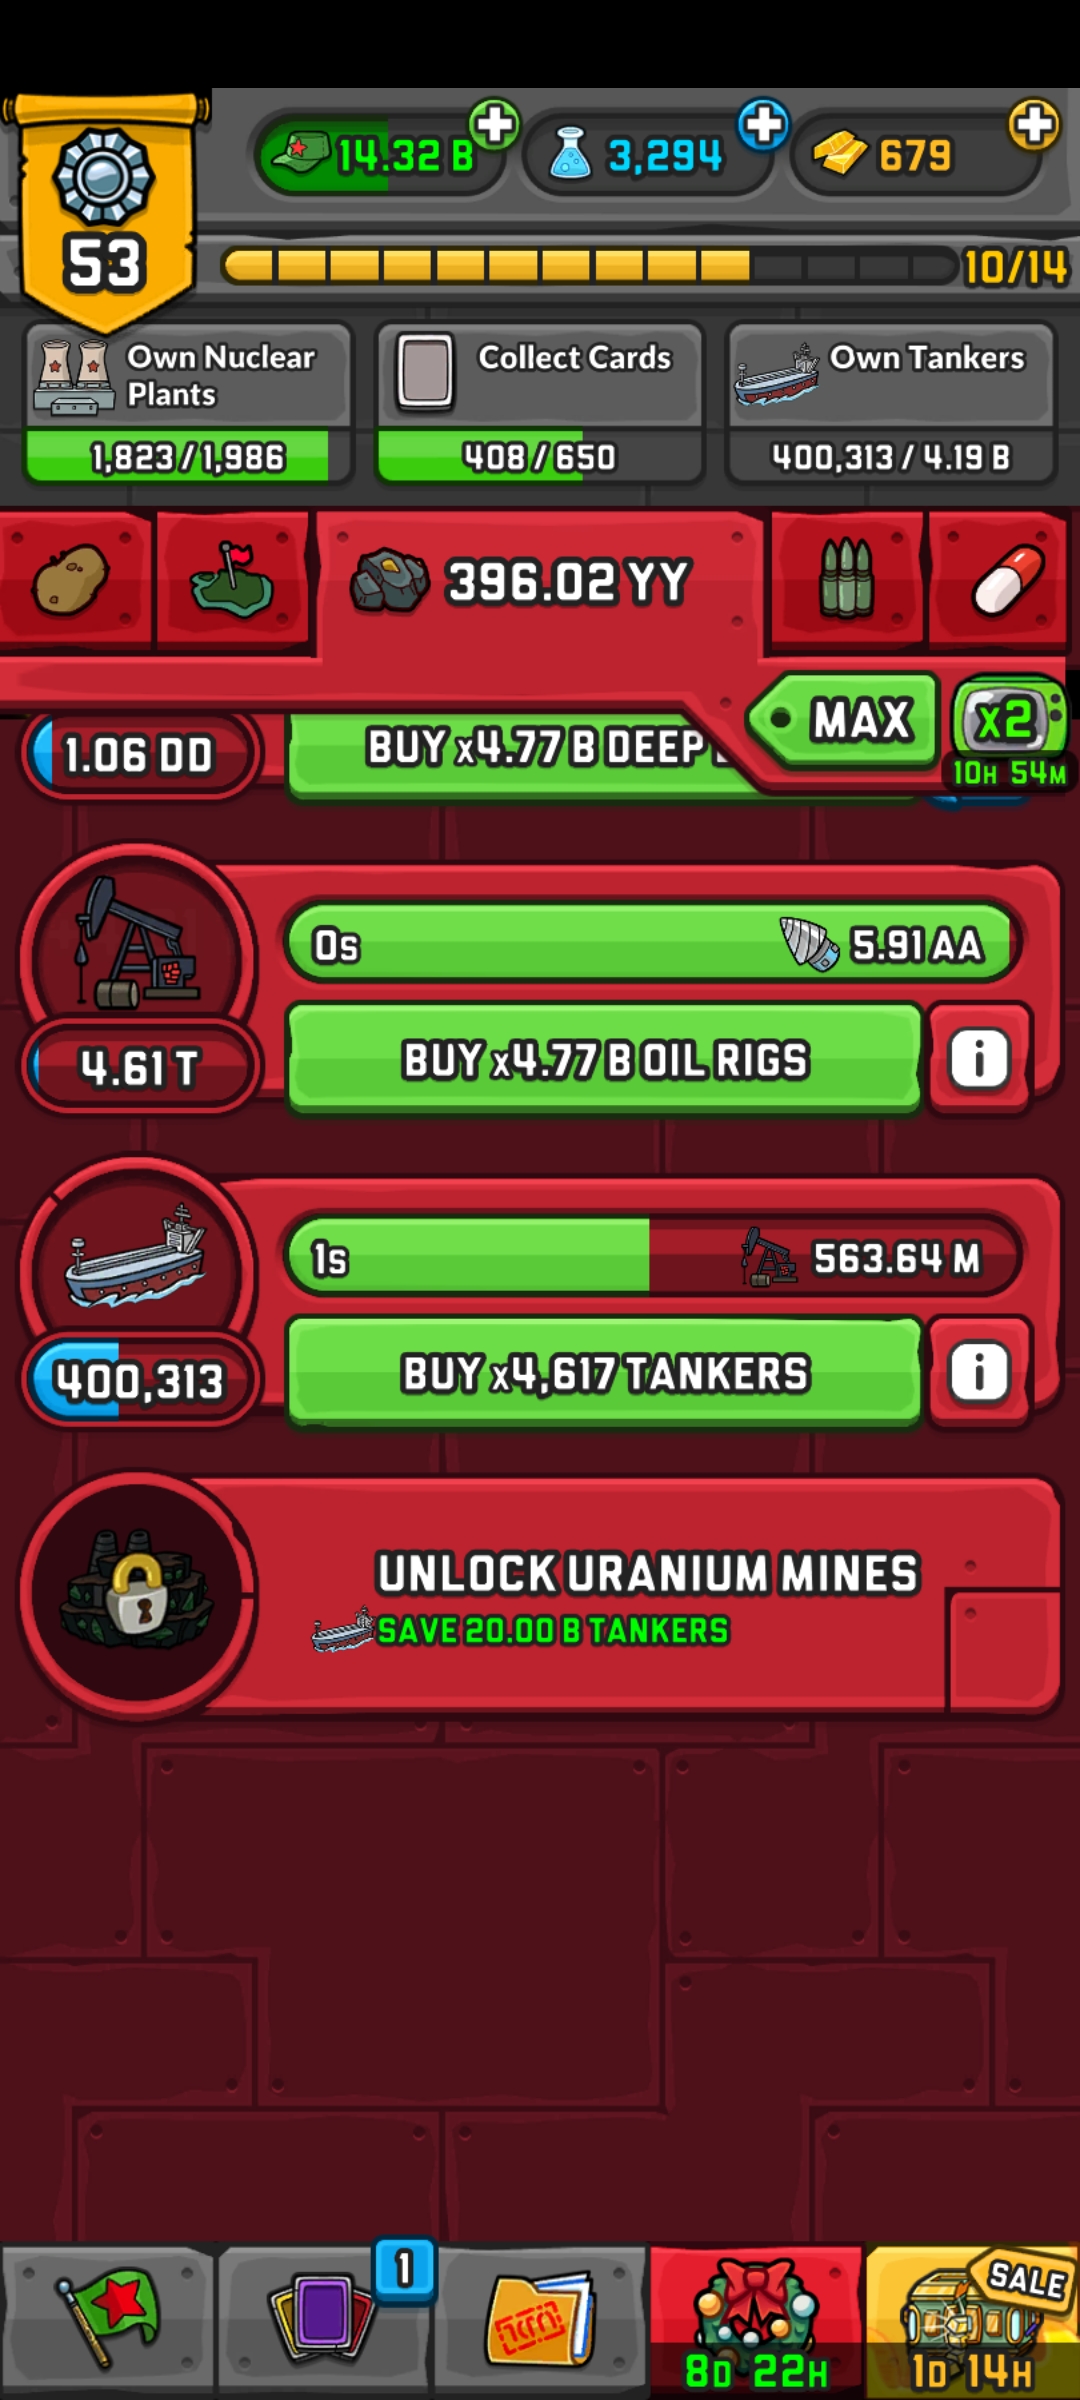 14.32 B
3,294
679
53
10/14
Own Nuclear
Plants
1,823/1,986
Collect Cards
408/650
Own Tankers
400,313/4.19 B
396.02 YY
MAX
x2
10H 54M
1.06 DD
BUY x4.77 B DEEP
0s
5.91 AA
4.61 T
BUY x4.77 B OIL RIGS
i
1s
563.64 M
400,313
BUY x4,617 TANKERS
i
UNLOCK URANIUM MINES
SAVE 20.00 B TANKERS
1
SALE
8D 22H
1D 14H